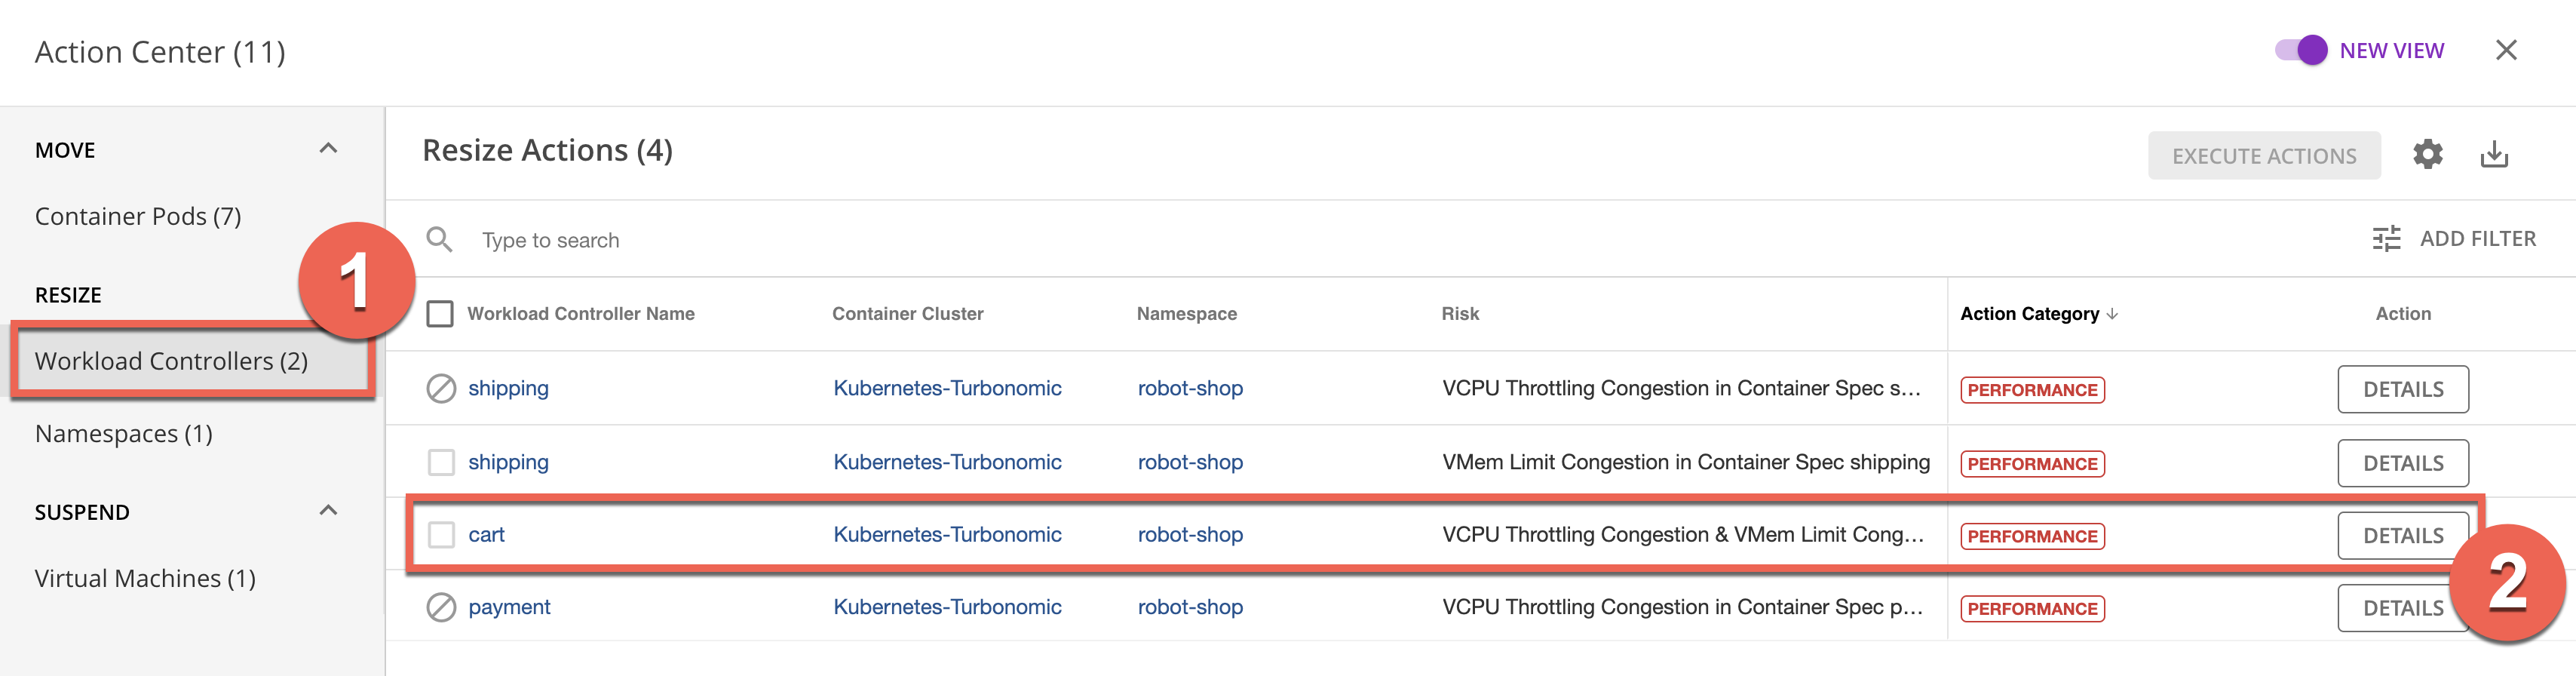 Action Center (11)
NEW VIEW
MOVE
Container Pods (7)
RESIZE
1
Workload Controllers (2)
Namespaces (1)
SUSPEND
Virtual Machines (1)
Resize Actions (4)
EXECUTE ACTIONS
Type to search
ADD FILTER
Workload Controller Name Container Cluster Namespace Risk Action Category Action
shipping Kubernetes-Turbonomic robot-shop VCPU Throttling Congestion in Container Spec s... PERFORMANCE DETAILS
shipping Kubernetes-Turbonomic robot-shop VMem Limit Congestion in Container Spec shipping PERFORMANCE DETAILS
cart Kubernetes-Turbonomic robot-shop VCPU Throttling Congestion & VMem Limit Cong... PERFORMANCE DETAILS
2
payment Kubernetes-Turbonomic robot-shop VCPU Throttling Congestion in Container Spec p... PERFORMANCE DETAILS